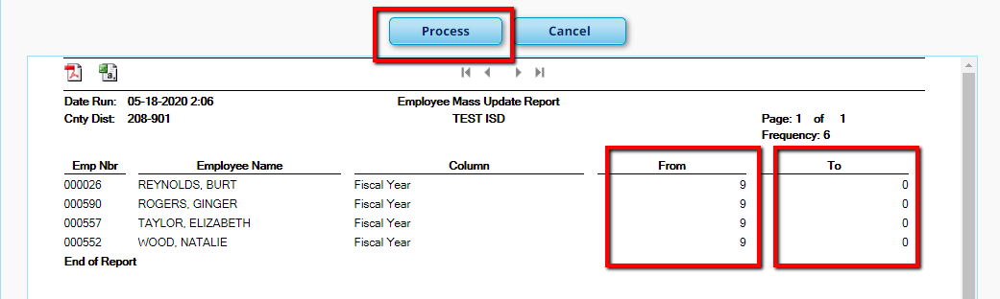 Process Cancel
Date Run: 05-18-2020 2:06 Employee Mass Update Report
Cnty Dist: 208-901 TEST ISD Page: 1 of 1
Frequency: 6
Emp Nbr Employee Name Column From To
000026 REYNOLDS, BURT Fiscal Year 9 0
000590 ROGERS, GINGER Fiscal Year 9 0
000557 TAYLOR, ELIZABETH Fiscal Year 9 0
000552 WOOD, NATALIE Fiscal Year 9 0
End of Report